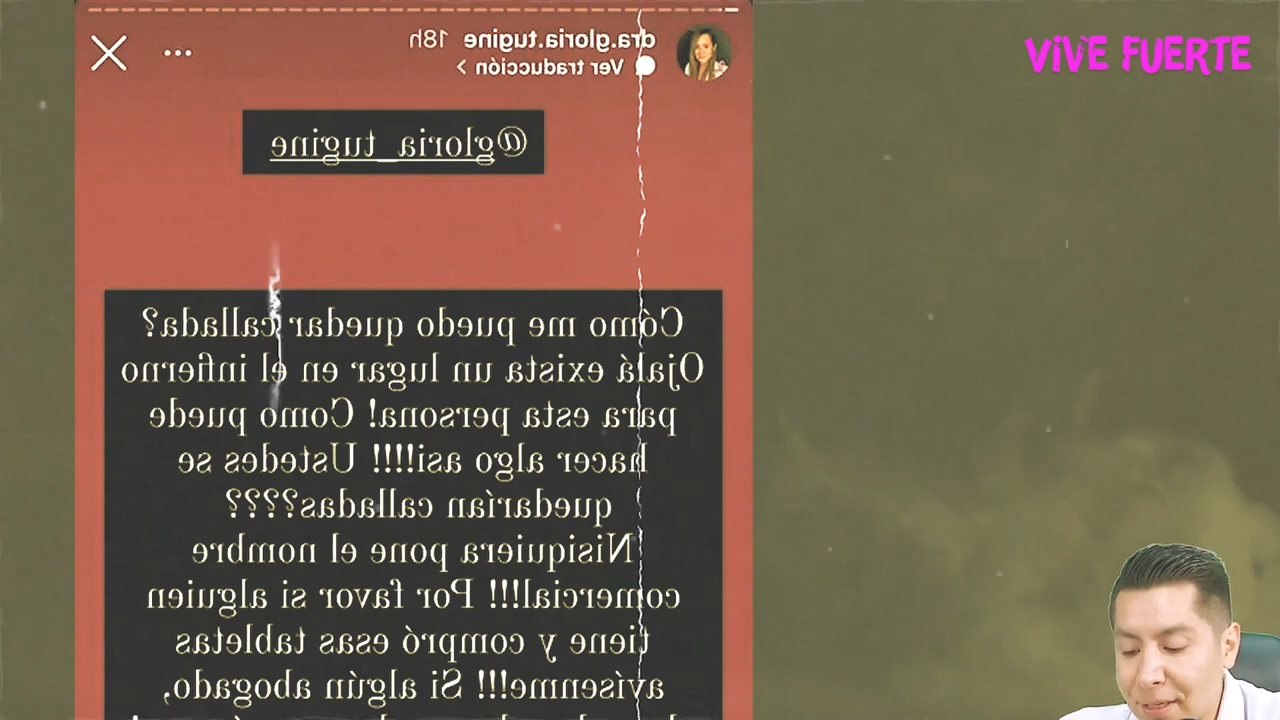 VIVE FUERTE
dra.gloria.tugine 18h
Ver traducción >
@gloria_tugine
Cómo me puedo quedar callada?
Ojalá exista un lugar en el infierno
para esta persona! Como puede
hacer algo asi!!!! Ustedes se
quedarían calladas????
Nisiquiera pone el nombre
comercial!!! Por favor si alguien
tiene y compró esas tabletas
avísenme!!! Si algún abogado,